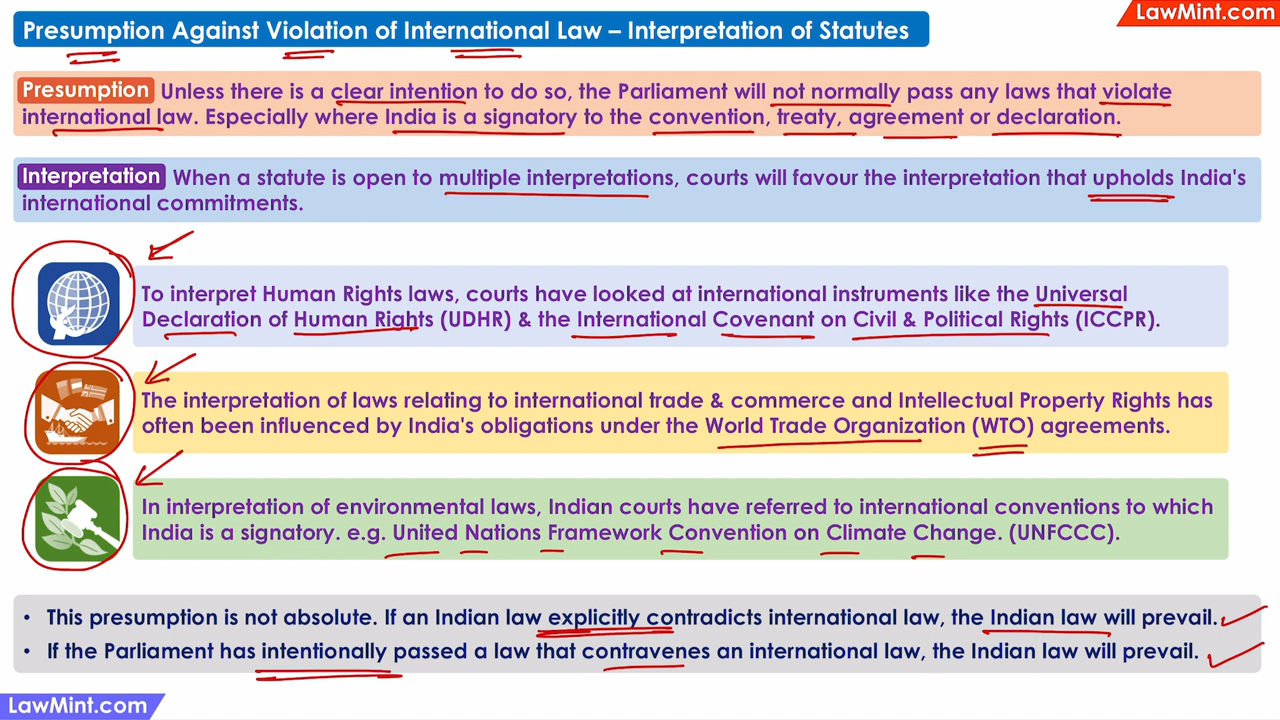 LawMint.com
Presumption Against Violation of International Law – Interpretation of Statutes
Presumption Unless there is a clear intention to do so, the Parliament will not normally pass any laws that violate
international law. Especially where India is a signatory to the convention, treaty, agreement or declaration.
Interpretation When a statute is open to multiple interpretations, courts will favour the interpretation that upholds India's
international commitments.
To interpret Human Rights laws, courts have looked at international instruments like the Universal
Declaration of Human Rights (UDHR) & the International Covenant on Civil & Political Rights (ICCPR).
The interpretation of laws relating to international trade & commerce and Intellectual Property Rights has
often been influenced by India's obligations under the World Trade Organization (WTO) agreements.
In interpretation of environmental laws, Indian courts have referred to international conventions to which
India is a signatory. e.g. United Nations Framework Convention on Climate Change. (UNFCCC).
• This presumption is not absolute. If an Indian law explicitly contradicts international law, the Indian law will prevail.
• If the Parliament has intentionally passed a law that contravenes an international law, the Indian law will prevail.
LawMint.com